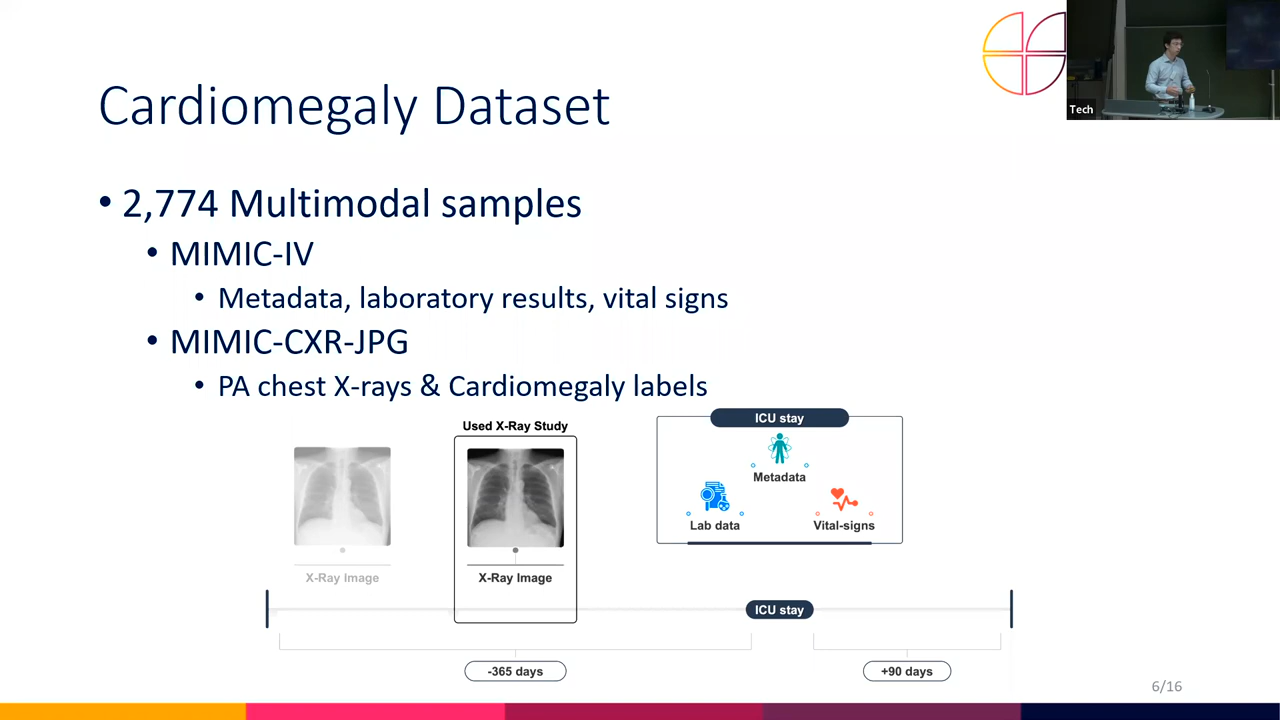 Cardiomegaly Dataset
Tech
• 2,774 Multimodal samples
• MIMIC-IV
• Metadata, laboratory results, vital signs
• MIMIC-CXR-JPG
• PA chest X-rays & Cardiomegaly labels
Used X-Ray Study
ICU stay
Metadata
Lab data
Vital-signs
X-Ray Image
X-Ray Image
ICU stay
-365 days
+90 days
6/16